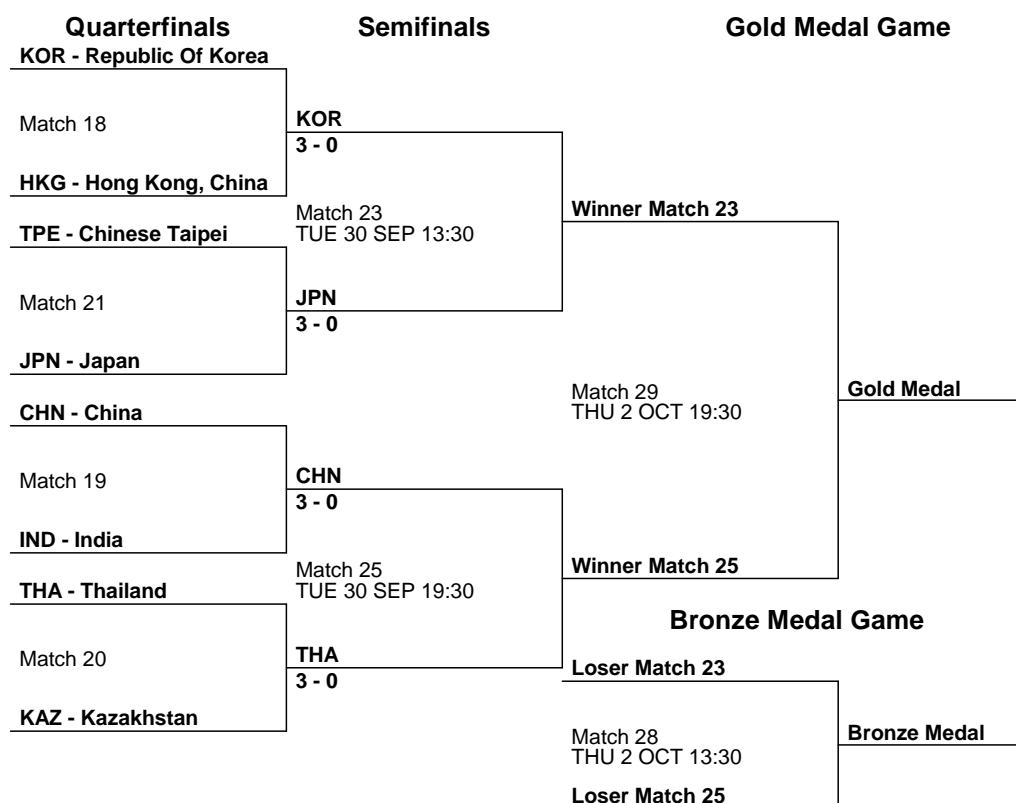 Quarterfinals
Semifinals
Gold Medal Game
KOR - Republic Of Korea
Match 18
HKG - Hong Kong, China
KOR
3 - 0
Match 23
TUE 30 SEP 13:30
TPE - Chinese Taipei
Match 21
JPN - Japan
JPN
3 - 0
Winner Match 23
CHN - China
Match 19
IND - India
CHN
3 - 0
Match 25
TUE 30 SEP 19:30
THA - Thailand
Match 20
KAZ - Kazakhstan
THA
3 - 0
Match 29
THU 2 OCT 19:30
Winner Match 25
Gold Medal
Bronze Medal Game
Loser Match 23
Match 28
THU 2 OCT 13:30
Loser Match 25
Bronze Medal